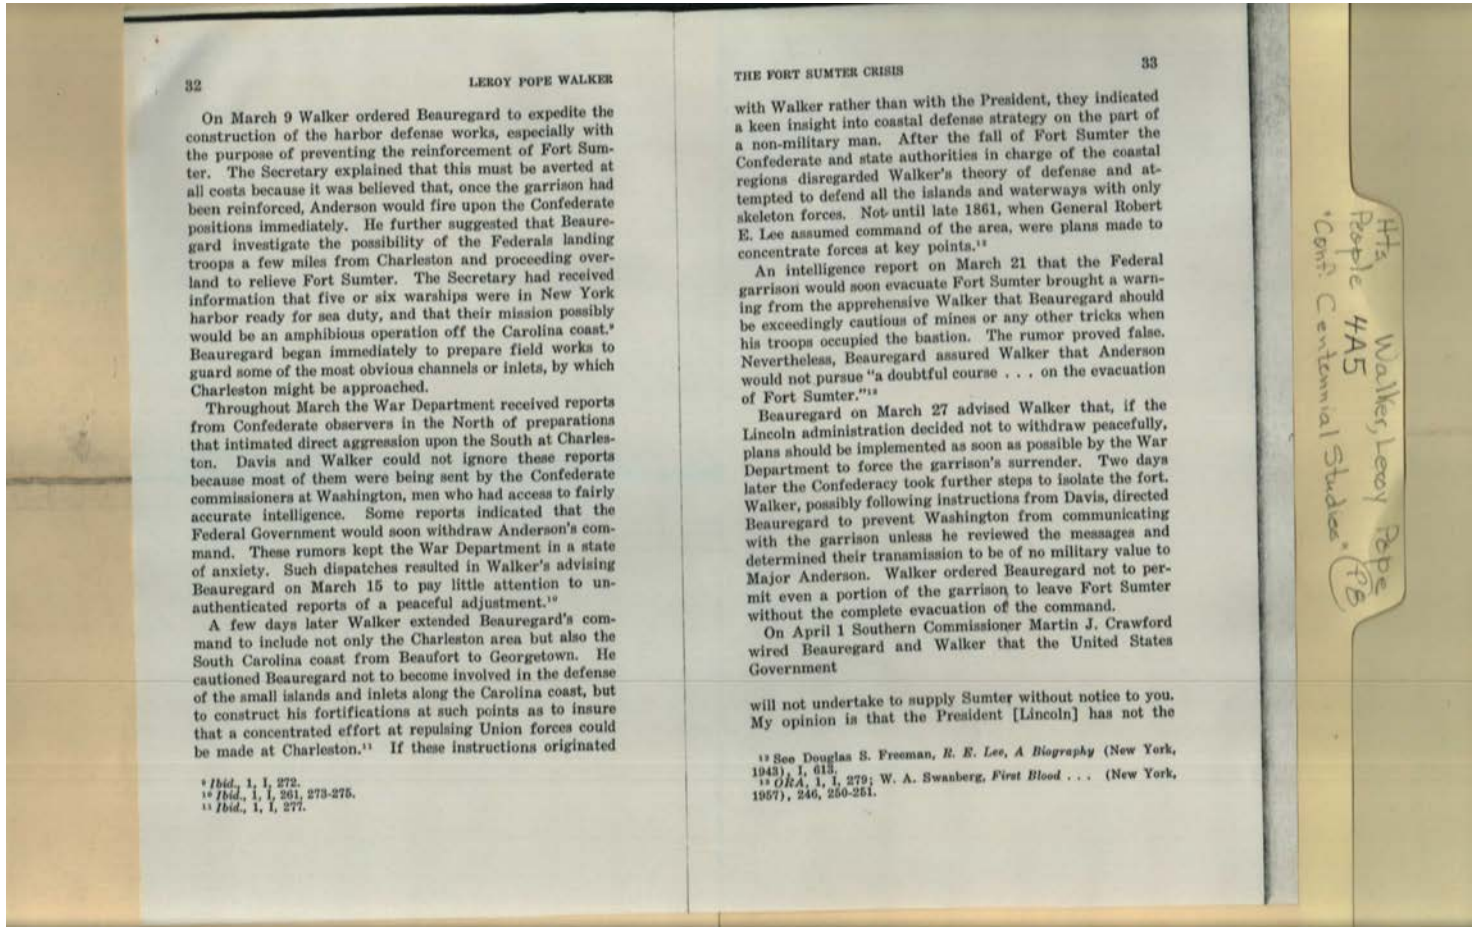 32
LEROY POPE WALKER
On March 9 Walker ordered Beauregard to expedite the
construction of the harbor defense works, especially with
the purpose of preventing the reinforcement of Fort Sum-
ter. The Secretary explained that this must be averted at
all costs because it was believed that, once the garrison had
been reinforced, Anderson would fire upon the Confederate
positions immediately. He further suggested that Beaure-
gard investigate the possibility of the Federals landing
troops a few miles from Charleston and proceeding over-
land to relieve Fort Sumter. The Secretary had received
information that five or six warships were in New York
harbor ready for sea duty, and that their mission possibly
would be an amphibious operation off the Carolina coast.⁹
Beauregard began immediately to prepare field works to
guard some of the most obvious channels or inlets, by which
Charleston might be approached.
Throughout March the War Department received reports
from Confederate observers in the North of preparations
that intimated direct aggression upon the South at Charles-
ton. Davis and Walker could not ignore these reports
because most of them were being sent by the Confederate
commissioners at Washington, men who had access to fairly
accurate intelligence. Some reports indicated that the
Federal Government would soon withdraw Anderson's com-
mand. These rumors kept the War Department in a state
of anxiety. Such dispatches resulted in Walker's advising
Beauregard on March 15 to pay little attention to un-
authenticated reports of a peaceful adjustment.¹⁰
A few days later Walker extended Beauregard's com-
mand to include not only the Charleston area but also the
South Carolina coast from Beaufort to Georgetown. He
cautioned Beauregard not to become involved in the defense
of the small islands and inlets along the Carolina coast, but
to construct his fortifications at such points as to insure
that a concentrated effort at repulsing Union forces could
be made at Charleston.¹¹ If these instructions originated
⁹ Ibid., 1, I, 272.
¹⁰ Ibid., 1, I, 261, 273-275.
¹¹ Ibid., 1, I, 277.
THE FORT SUMTER CRISIS
33
with Walker rather than with the President, they indicated
a keen insight into coastal defense strategy on the part of
a non-military man. After the fall of Fort Sumter the
Confederate and state authorities in charge of the coastal
regions disregarded Walker's theory of defense and at-
tempted to defend all the islands and waterways with only
skeleton forces. Not until late 1861, when General Robert
E. Lee assumed command of the area, were plans made to
concentrate forces at key points.¹²
An intelligence report on March 21 that the Federal
garrison would soon evacuate Fort Sumter brought a warn-
ing from the apprehensive Walker that Beauregard should
be exceedingly cautious of mines or any other tricks when
his troops occupied the bastion. The rumor proved false.
Nevertheless, Beauregard assured Walker that Anderson
would not pursue "a doubtful course . . . on the evacuation
of Fort Sumter."¹³
Beauregard on March 27 advised Walker that, if the
Lincoln administration decided not to withdraw peacefully,
plans should be implemented as soon as possible by the War
Department to force the garrison's surrender. Two days
later the Confederacy took further steps to isolate the fort.
Walker, possibly following instructions from Davis, directed
Beauregard to prevent Washington from communicating
with the garrison unless he reviewed the messages and
determined their transmission to be of no military value to
Major Anderson. Walker ordered Beauregard not to per-
mit even a portion of the garrison to leave Fort Sumter
without the complete evacuation of the command.
On April 1 Southern Commissioner Martin J. Crawford
wired Beauregard and Walker that the United States
Government
will not undertake to supply Sumter without notice to you.
My opinion is that the President [Lincoln] has not the
¹² See Douglas S. Freeman, R. E. Lee, A Biography (New York,
1943), I, 613.
¹³ ORA, 1, I, 279; W. A. Swanberg, First Blood . . . (New York,
1957), 246, 250-251.
Hts Walker, Leroy Pope
People 4A5 P8
"Conf. Centennial Studies"